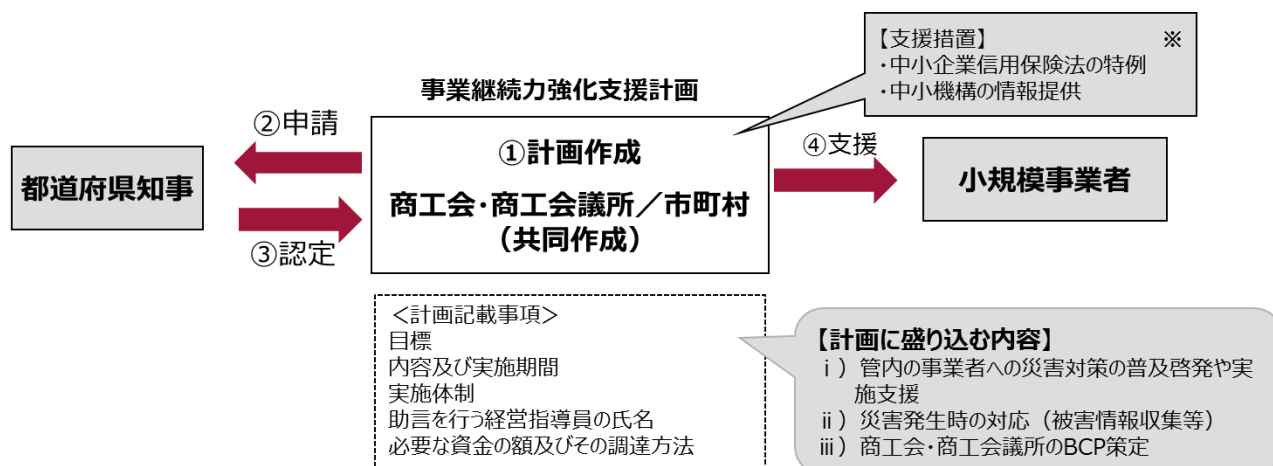 【支援措置】 ※
・中小企業信用保険法の特例
・中小機構の情報提供
事業継続力強化支援計画
②申請
①計画作成
④支援
都道府県知事
商工会・商工会議所／市町村
（共同作成）
小規模事業者
③認定
＜計画記載事項＞
目標
内容及び実施期間
実施体制
助言を行う経営指導員の氏名
必要な資金の額及びその調達方法
【計画に盛り込む内容】
ⅰ）管内の事業者への災害対策の普及啓発や実
施支援
ⅱ）災害発生時の対応（被害情報収集等）
ⅲ）商工会・商工会議所のBCP策定